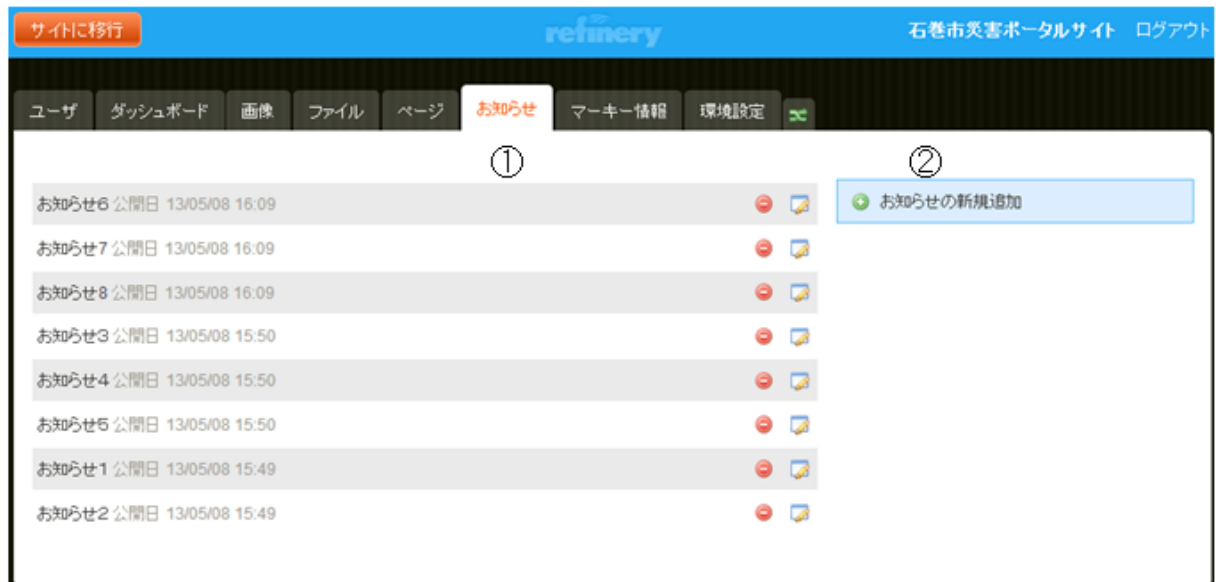 サイトに移行 refinery 石巻市災害ポータルサイト ログアウト
ユーザ ダッシュボード 画像 ファイル ページ お知らせ マーキー情報 環境設定
① ②
お知らせ6 公開日 13/05/08 16:09 お知らせの新規追加
お知らせ7 公開日 13/05/08 16:09
お知らせ8 公開日 13/05/08 16:09
お知らせ3 公開日 13/05/08 15:50
お知らせ4 公開日 13/05/08 15:50
お知らせ5 公開日 13/05/08 15:50
お知らせ1 公開日 13/05/08 15:49
お知らせ2 公開日 13/05/08 15:49